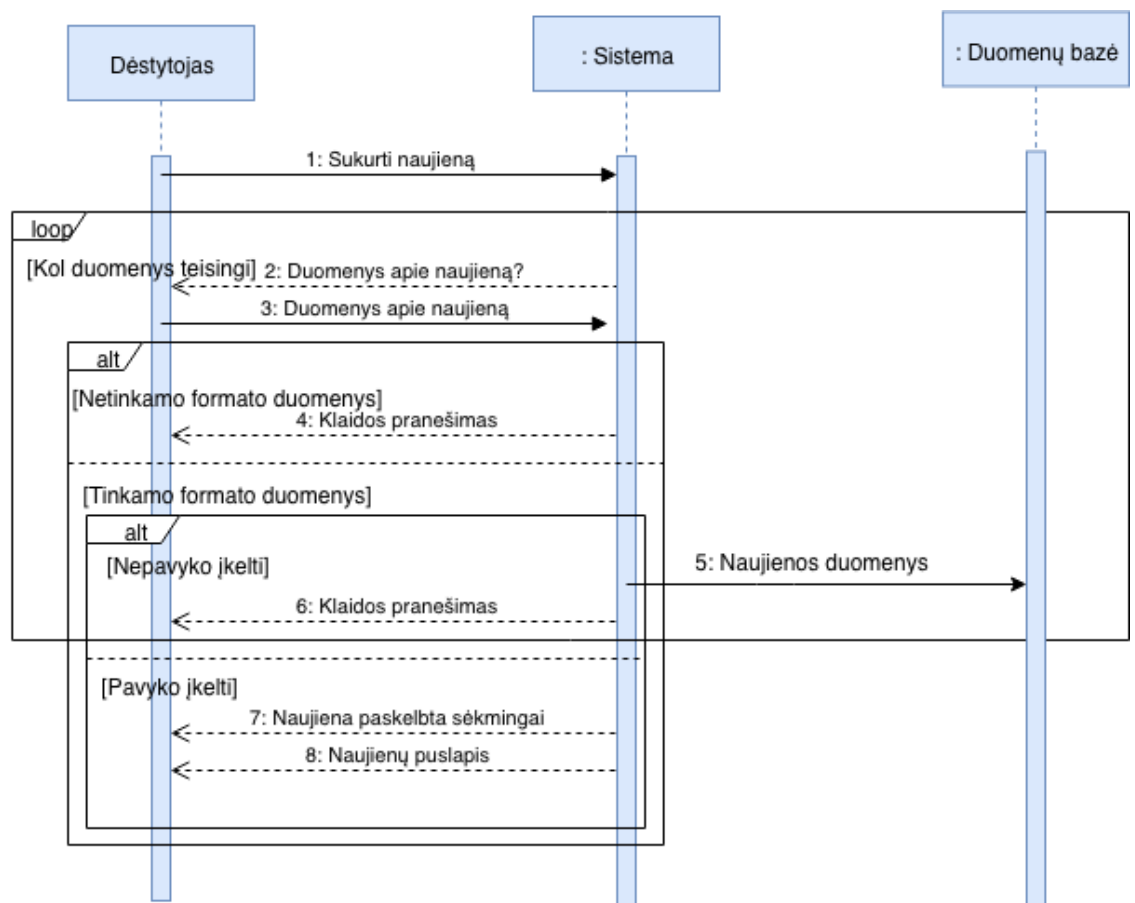 Dėstytojas
: Sistema
: Duomenų bazė
1: Sukurti naujieną
loop
[Kol duomenys teisingi]
2: Duomenys apie naujieną?
3: Duomenys apie naujieną
alt
[Netinkamo formato duomenys]
4: Klaidos pranešimas
[Tinkamo formato duomenys]
alt
[Nepavyko įkelti]
5: Naujienos duomenys
6: Klaidos pranešimas
[Pavyko įkelti]
7: Naujiena paskelbta sėkmingai
8: Naujienų puslapis